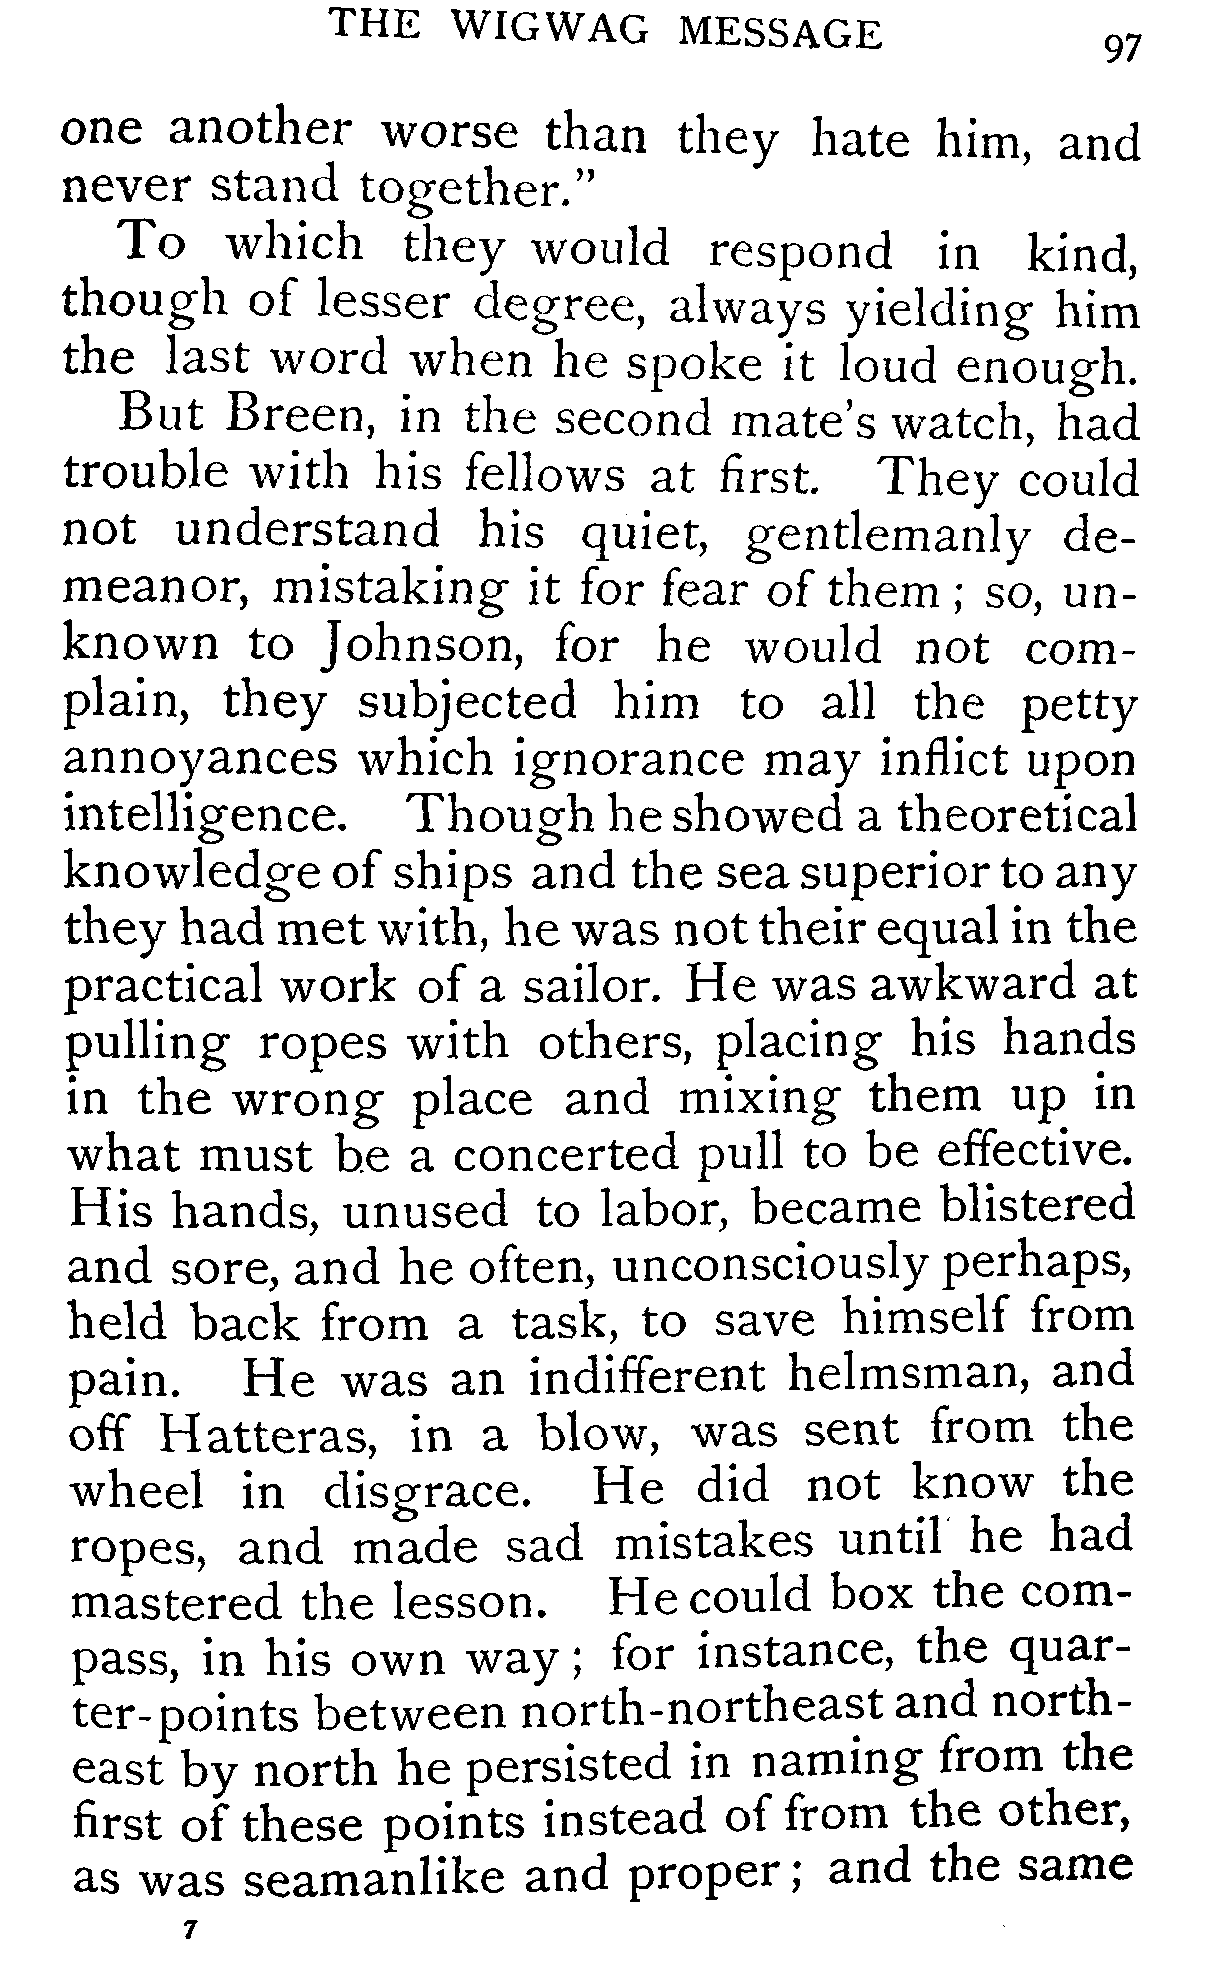 THE WIGWAG MESSAGE 97
one another worse than they hate him, and
never stand together."
To which they would respond in kind,
though of lesser degree, always yielding him
the last word when he spoke it loud enough.
But Breen, in the second mate's watch, had
trouble with his fellows at first. They could
not understand his quiet, gentlemanly de-
meanor, mistaking it for fear of them; so, un-
known to Johnson, for he would not com-
plain, they subjected him to all the petty
annoyances which ignorance may inflict upon
intelligence. Though he showed a theoretical
knowledge of ships and the sea superior to any
they had met with, he was not their equal in the
practical work of a sailor. He was awkward at
pulling ropes with others, placing his hands
in the wrong place and mixing them up in
what must be a concerted pull to be effective.
His hands, unused to labor, became blistered
and sore, and he often, unconsciously perhaps,
held back from a task, to save himself from
pain. He was an indifferent helmsman, and
off Hatteras, in a blow, was sent from the
wheel in disgrace. He did not know the
ropes, and made sad mistakes until he had
mastered the lesson. He could box the com-
pass, in his own way; for instance, the quar-
ter-points between north-northeast and north-
east by north he persisted in naming from the
first of these points instead of from the other,
as was seamanlike and proper; and the same
7